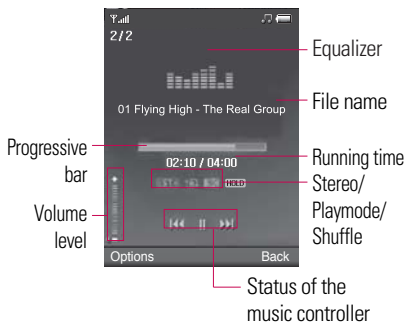 2/2
Equalizer
01 Flying High - The Real Group
File name
Progressive
bar
02:10 / 04:00
Running time
HOLD
Stereo/
Playmode/
Shuffle
Volume
level
Options
Back
Status of the
music controller